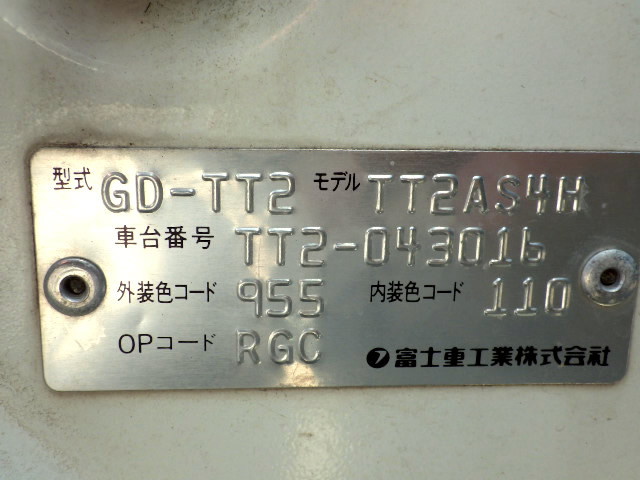 型式 GD-TT2 モデル TT2AS4H
車台番号 TT2-043016
外装色コード 955 内装色コード 110
OPコード RGC フ 富士重工業株式会社